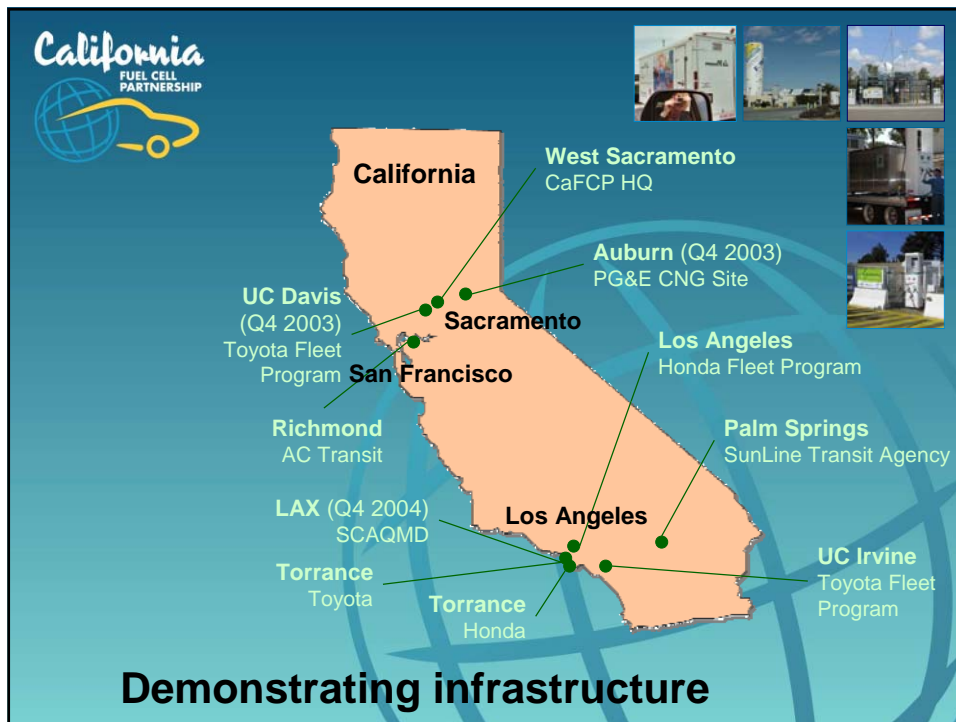 California
FUEL CELL
PARTNERSHIP
California
West Sacramento
CaFCP HQ
Auburn (Q4 2003)
PG&E CNG Site
UC Davis
(Q4 2003)
Toyota Fleet
Program
Sacramento
San Francisco
Los Angeles
Honda Fleet Program
Richmond
AC Transit
Palm Springs
SunLine Transit Agency
LAX (Q4 2004)
SCAQMD
Los Angeles
Torrance
Toyota
Torrance
Honda
UC Irvine
Toyota Fleet
Program
Demonstrating infrastructure